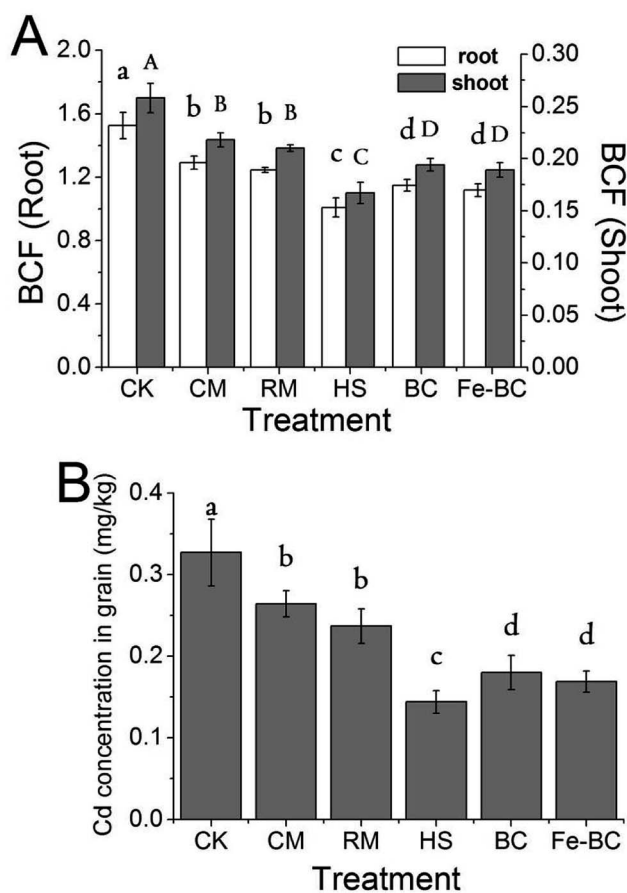 A
2.0
1.6
1.2
0.8
0.4
0.0
BCF (Root)
a A
b B
b B
c C
d D
d D
root
shoot
0.30
0.25
0.20
0.15
0.10
0.05
0.00
BCF (Shoot)
CK CM RM HS BC Fe-BC
Treatment
B
0.4
0.3
0.2
0.1
0.0
Cd concentration in grain (mg/kg)
a
b
b
c
d
d
CK CM RM HS BC Fe-BC
Treatment